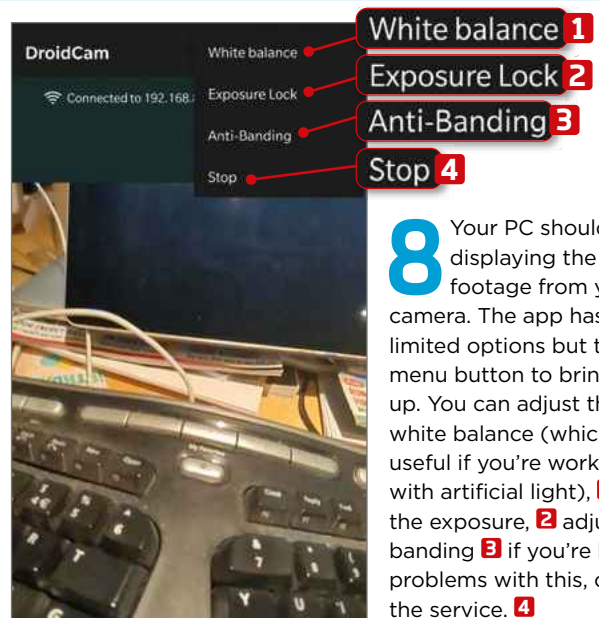 DroidCam
Connected to 192.168.
White balance
Exposure Lock
Anti-Banding
Stop
White balance 1
Exposure Lock 2
Anti-Banding 3
Stop 4
8 Your PC should
displaying the
footage from y
camera. The app has
limited options but t
menu button to bring
up. You can adjust th
white balance (whic
useful if you're work
with artificial light),
the exposure, 2 adju
banding 3 if you're h
problems with this, o
the service. 4
6
R
T
7
Y
U